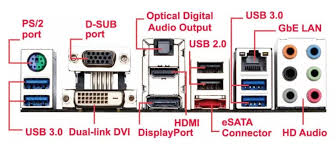 PS/2
port
D-SUB
port
Optical Digital
Audio Output
USB 3.0
GbE LAN
USB 2.0
HDMI
USB 3.0
Dual-link DVI
DisplayPort
eSATA
Connector
HD Audio